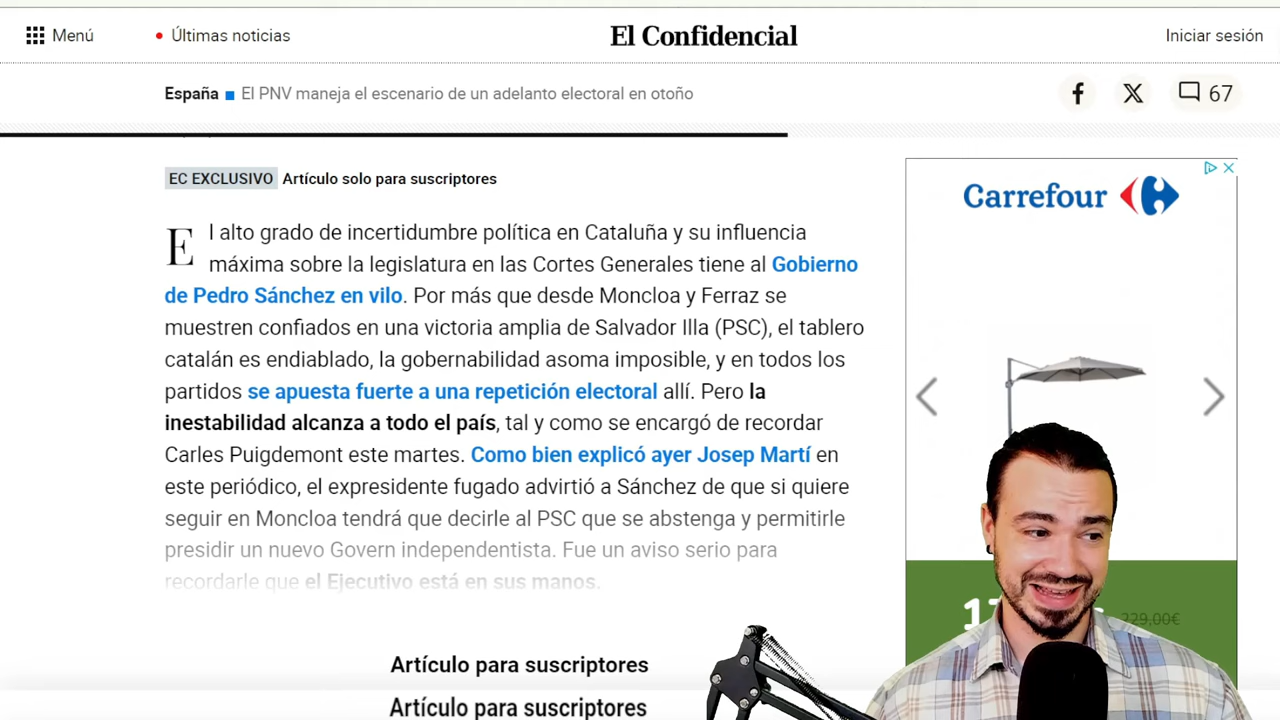 Menú
Últimas noticias
El Confidencial
Iniciar sesión
España
El PNV maneja el escenario de un adelanto electoral en otoño
67
EC EXCLUSIVO Artículo solo para suscriptores
El alto grado de incertidumbre política en Cataluña y su influencia
máxima sobre la legislatura en las Cortes Generales tiene al Gobierno
de Pedro Sánchez en vilo. Por más que desde Moncloa y Ferraz se
muestren confiados en una victoria amplia de Salvador Illa (PSC), el tablero
catalán es endiablado, la gobernabilidad asoma imposible, y en todos los
partidos se apuesta fuerte a una repetición electoral allí. Pero la
inestabilidad alcanza a todo el país, tal y como se encargó de recordar
Carles Puigdemont este martes. Como bien explicó ayer Josep Martí en
este periódico, el expresidente fugado advirtió a Sánchez de que si quiere
seguir en Moncloa tendrá que decirle al PSC que se abstenga y permitirle
presidir un nuevo Govern independentista. Fue un aviso serio para
recordarle que el Ejecutivo está en sus manos.
Artículo para suscriptores
Artículo para suscriptores
Carrefour
229,00€